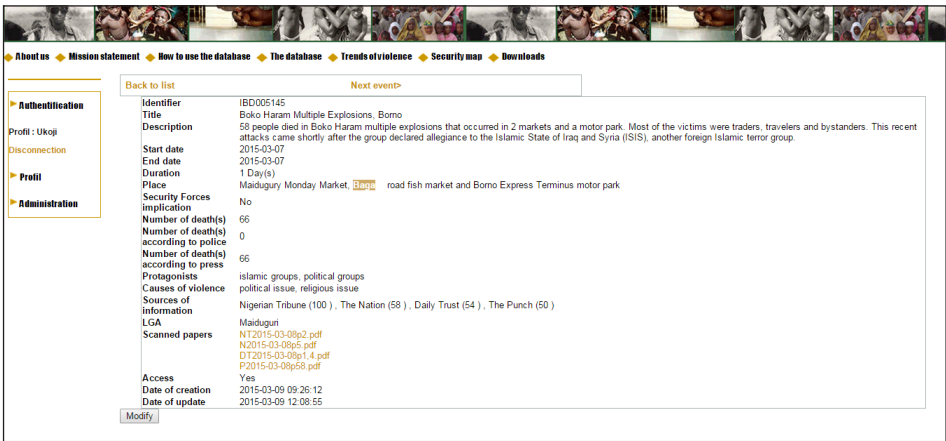 About us Mission statement How to use the database The database Trends of violence Security map Downloads
Back to list Next event>
Authentification
Profil : Ukoji
Disconnection
Profil
Administration
Identifier IBD005145
Title Boko Haram Multiple Explosions, Borno
Description 58 people died in Boko Haram multiple explosions that occurred in 2 markets and a motor park. Most of the victims were traders, travelers and bystanders. This recent
attacks came shortly after the group declared allegiance to the Islamic State of Iraq and Syria (ISIS), another foreign Islamic terror group.
Start date 2015-03-07
End date 2015-03-07
Duration 1 Day(s)
Place Maidugury Monday Market, Baga road fish market and Borno Express Terminus motor park
Security Forces
implication No
Number of death(s) 66
Number of death(s)
according to police 0
Number of death(s)
according to press 66
Protagonists islamic groups, political groups
Causes of violence political issue, religious issue
Sources of
information Nigerian Tribune (100 ) , The Nation (58 ) , Daily Trust (54 ) , The Punch (50 )
LGA Maiduguri
Scanned papers NT2015-03-08p2.pdf
N2015-03-08p5.pdf
DT2015-03-08p1,4.pdf
P2015-03-08p58.pdf
Access Yes
Date of creation 2015-03-09 09:26:12
Date of update 2015-03-09 12:08:55
Modify